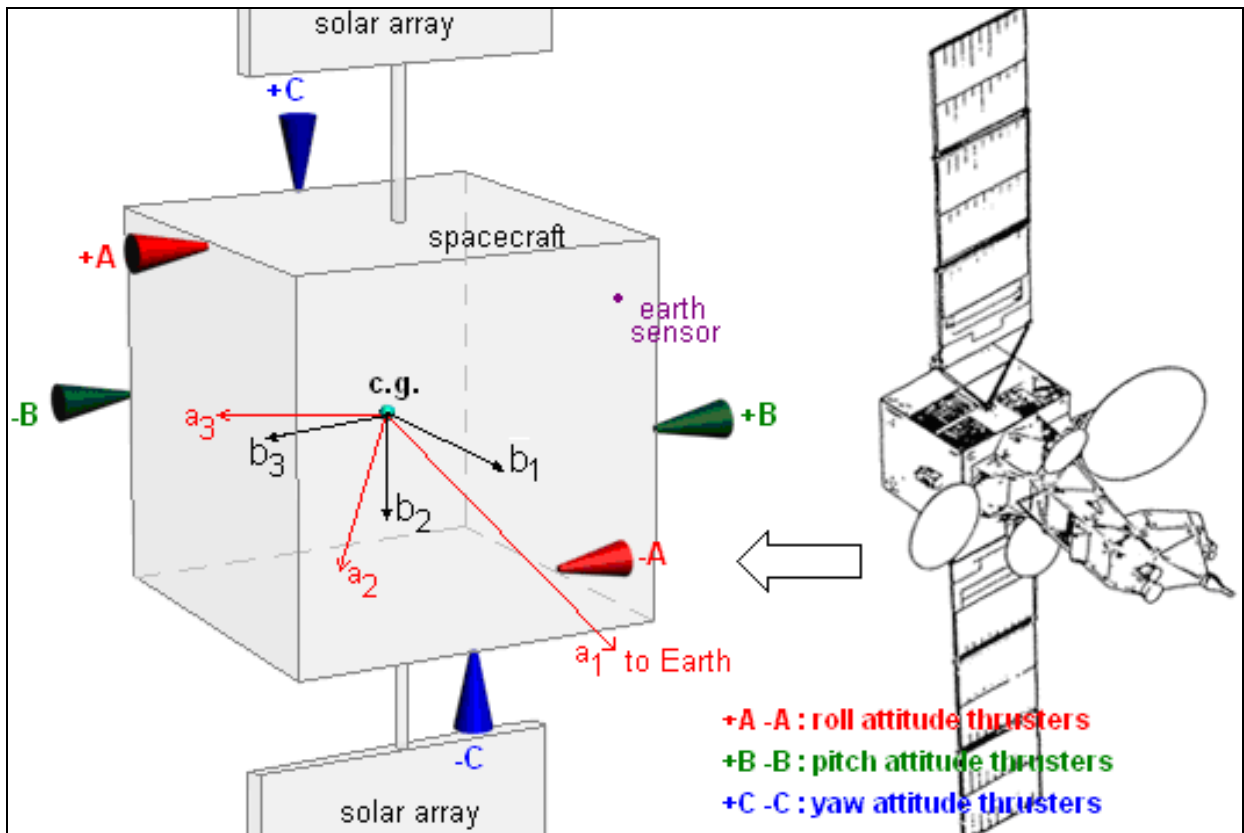 solar array
+C
+A
spacecraft
earth
sensor
c.g.
-B
+B
a3
b3
b1
b2
a2
-A
a1 to Earth
-C
solar array
+A -A : roll attitude thrusters
+B -B : pitch attitude thrusters
+C -C : yaw attitude thrusters